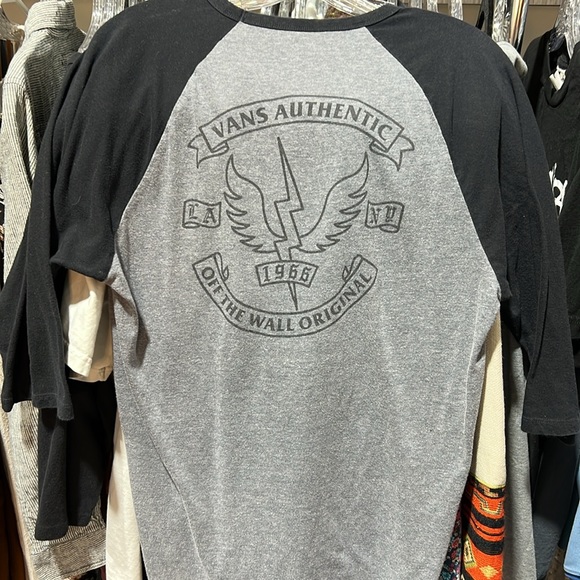 VANS AUTHENTIC
LA
NY
1966
OFF THE WALL ORIGINAL